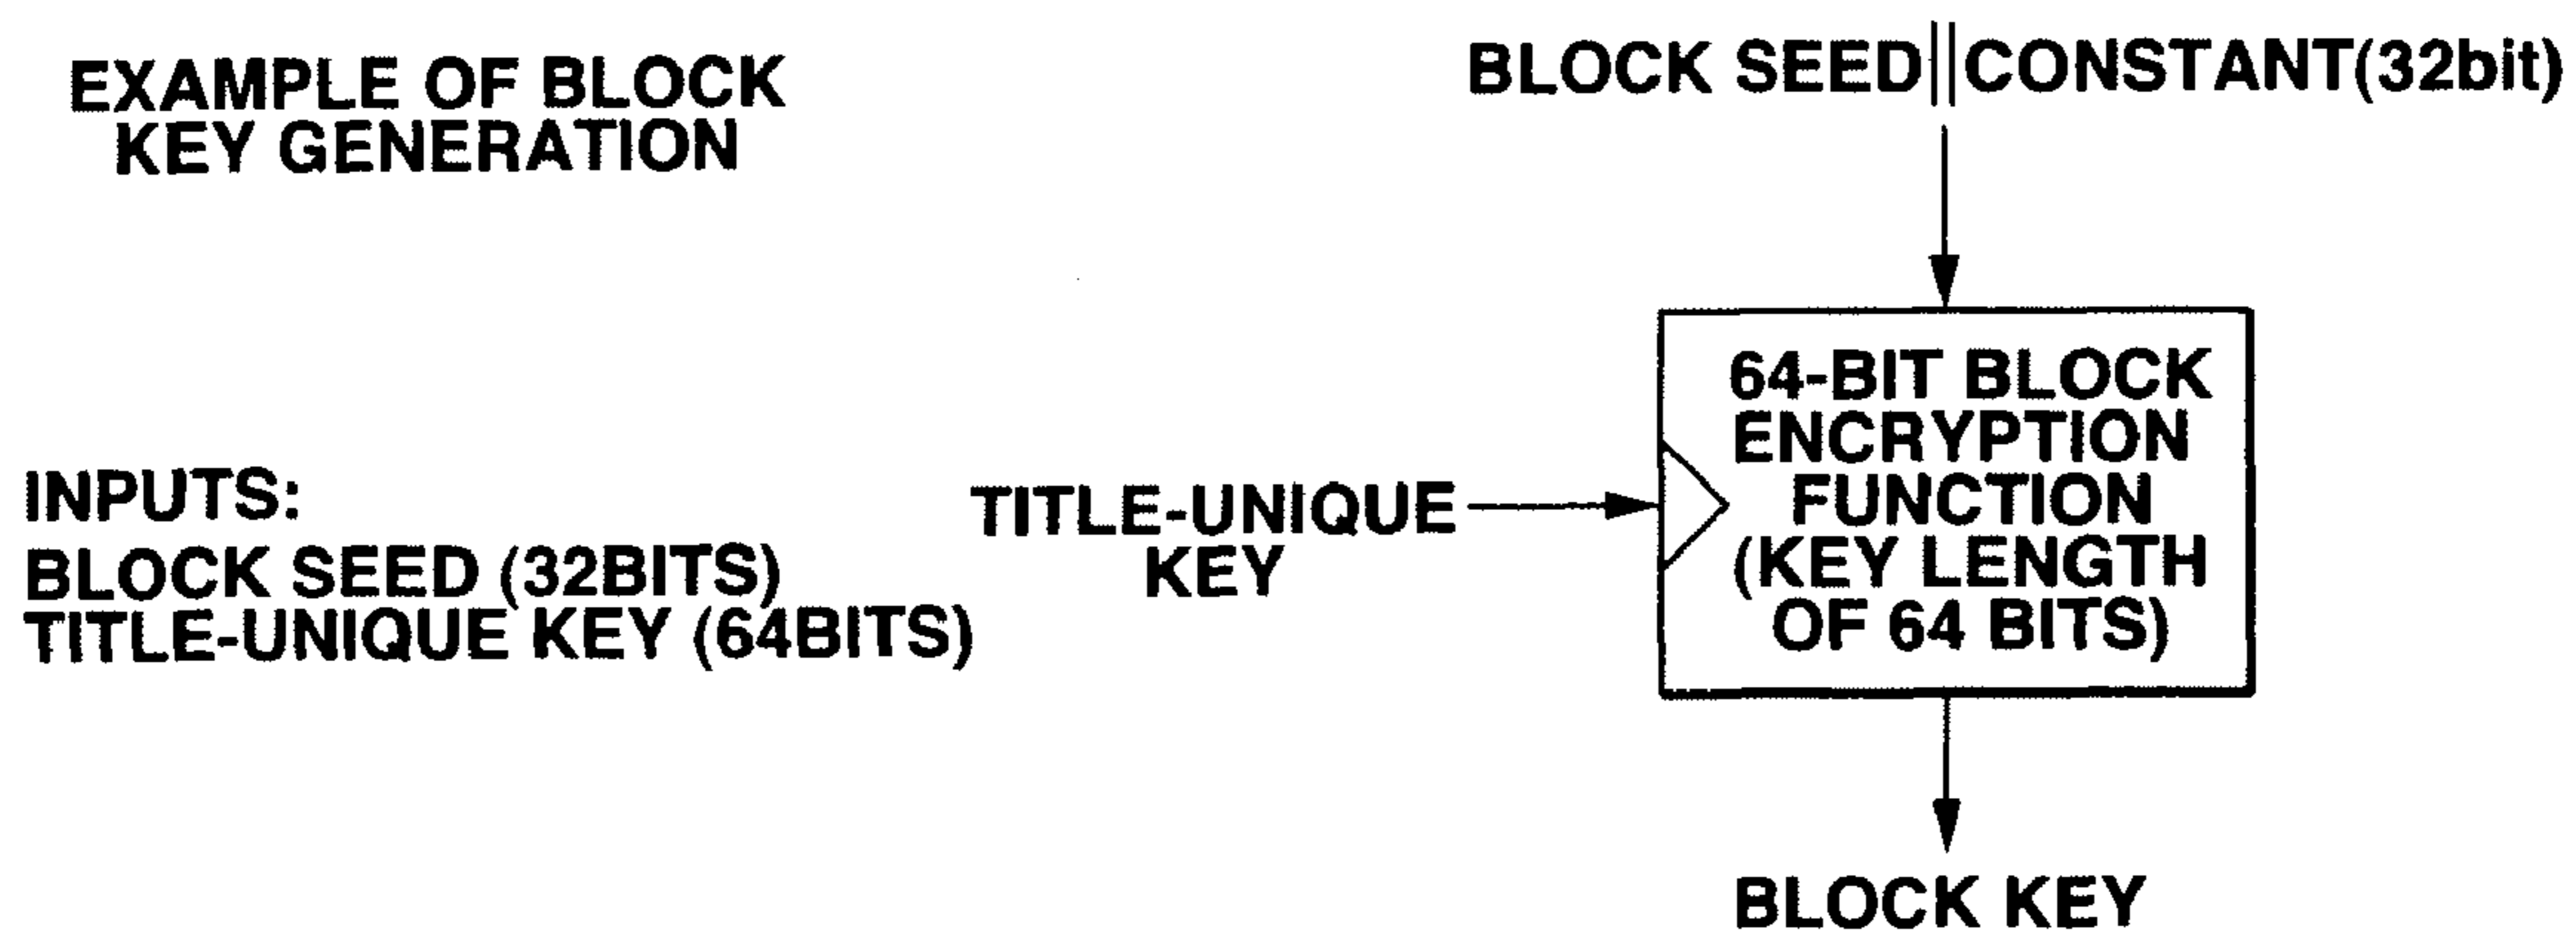 EXAMPLE OF BLOCK
KEY GENERATION
BLOCK SEED||CONSTANT(32bit)
INPUTS:
BLOCK SEED (32BITS)
TITLE-UNIQUE KEY (64BITS)
TITLE-UNIQUE
KEY
64-BIT BLOCK
ENCRYPTION
FUNCTION
(KEY LENGTH
OF 64 BITS)
BLOCK KEY